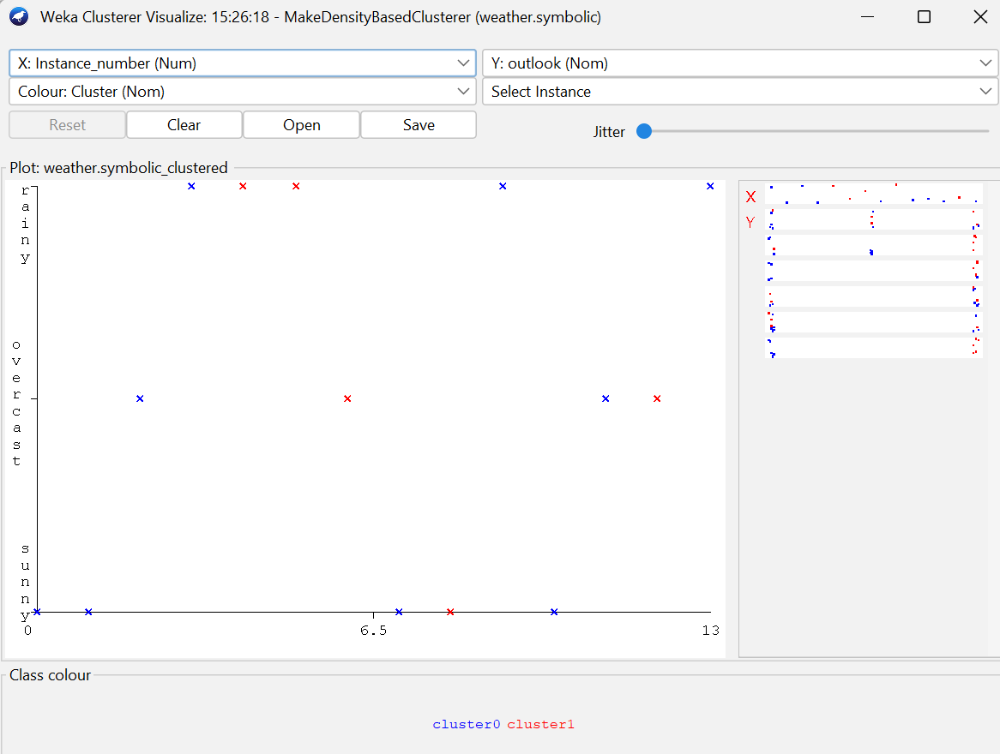 Weka Clusterer Visualize: 15:26:18 - MakeDensityBasedClusterer (weather.symbolic)
X: Instance_number (Num)
Y: outlook (Nom)
Colour: Cluster (Nom)
Select Instance
Reset
Clear
Open
Save
Jitter
Plot: weather.symbolic_clustered
rainy
overcast
sunny
0
6.5
13
X
Y
Class colour
cluster0 cluster1